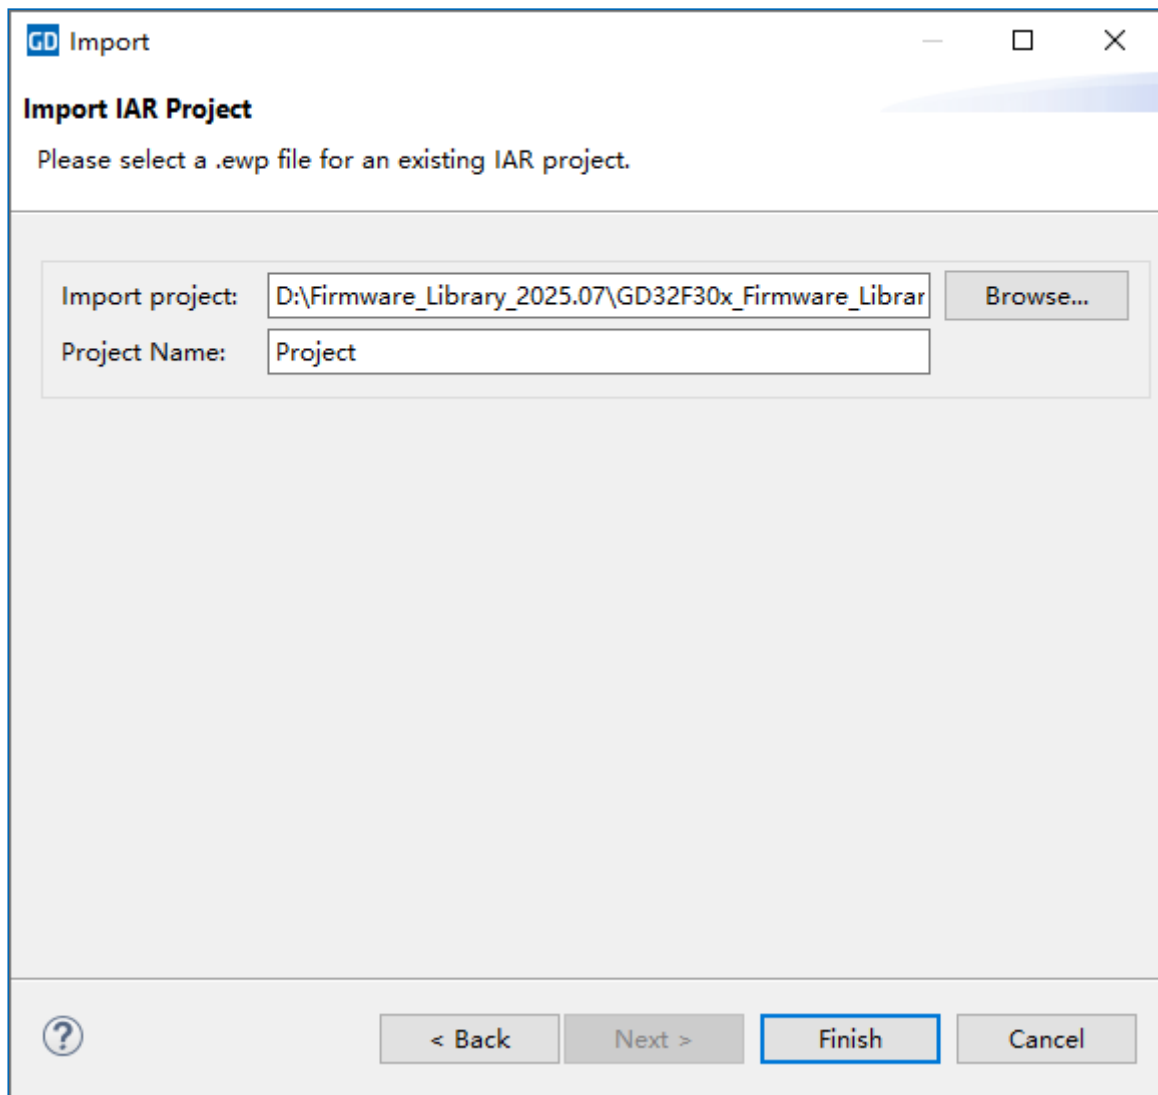 GD Import
Import IAR Project
Please select a .ewp file for an existing IAR project.
Import project: D:\Firmware_Library_2025.07\GD32F30x_Firmware_Librar Browse...
Project Name: Project
? < Back Next > Finish Cancel